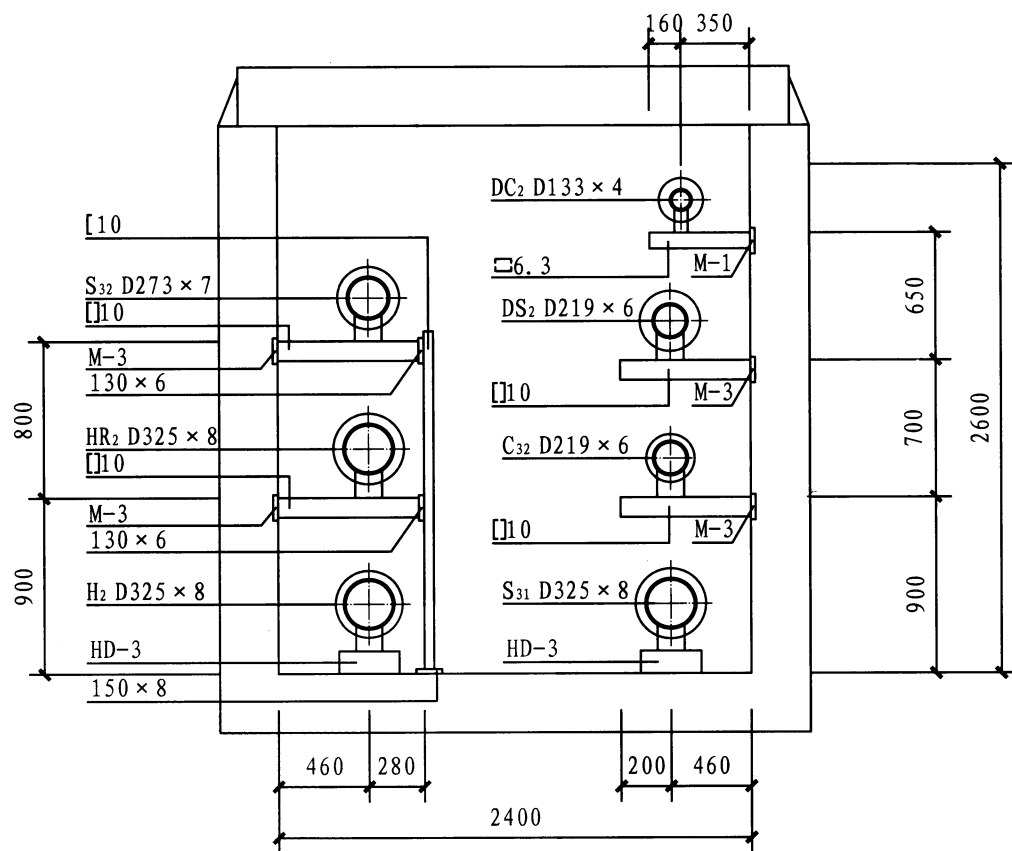 160 350
DC₂ D133×4
[10
□6.3
M-1
S₃₂ D273×7
DS₂ D219×6
650
[]10
M-3
130×6
[]10
M-3
800
700
2600
HR₂ D325×8
C₃₂ D219×6
[]10
M-3
130×6
[]10
M-3
900
900
H₂ D325×8
S₃₁ D325×8
HD-3
HD-3
150×8
460 280
200 460
2400